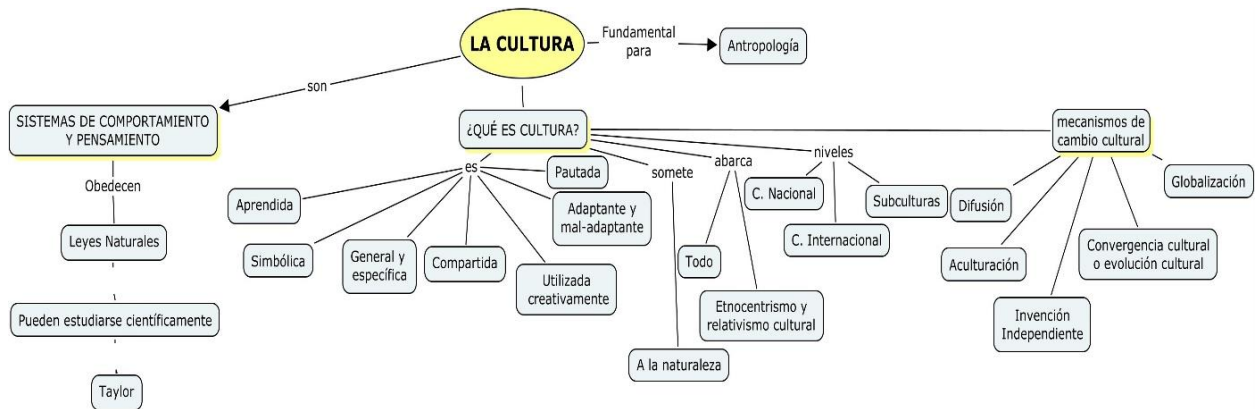 LA CULTURA
Fundamental
para
Antropología
son
SISTEMAS DE COMPORTAMIENTO
Y PENSAMIENTO
Obedecen
Leyes Naturales
Pueden estudiarse científicamente
Taylor
¿QUÉ ES CULTURA?
es
Aprendida
Simbólica
General y
específica
Compartida
Utilizada
creativamente
Adaptante y
mal-adaptante
Pautada
somete
A la naturaleza
abarca
Todo
Etnocentrismo y
relativismo cultural
niveles
C. Nacional
C. Internacional
Subculturas
mecanismos de
cambio cultural
Difusión
Aculturación
Invención
Independiente
Convergencia cultural
o evolución cultural
Globalización